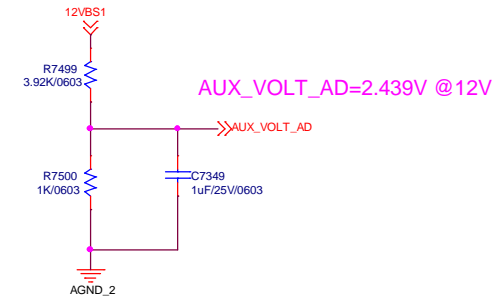 12VBS1
R7499
3.92K/0603
AUX_VOLT_AD=2.439V @12V
AUX_VOLT_AD
R7500
1K/0603
C7349
1uF/25V/0603
AGND_2